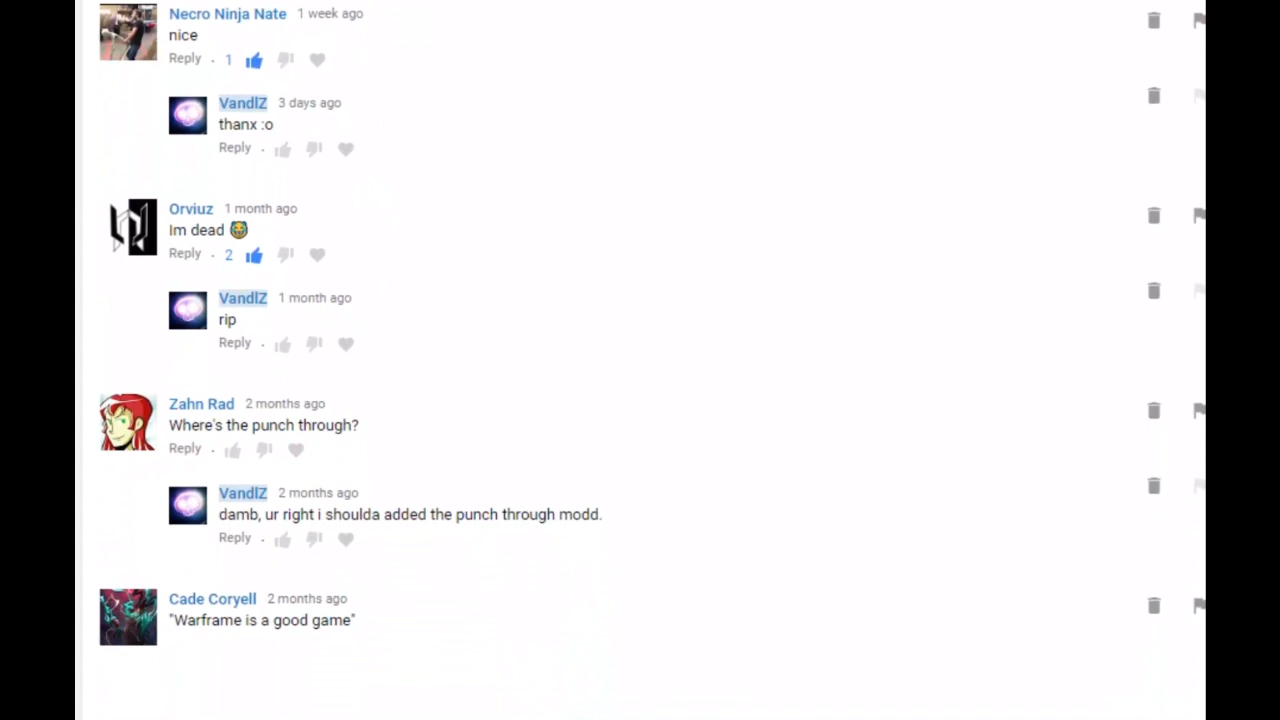 Necro Ninja Nate 1 week ago
nice
Reply . 1
VandlZ 3 days ago
thanx :o
Reply .
Orviuz 1 month ago
Im dead 😹
Reply . 2
VandlZ 1 month ago
rip
Reply .
Zahn Rad 2 months ago
Where's the punch through?
Reply .
VandlZ 2 months ago
damb, ur right i shoulda added the punch through modd.
Reply .
Cade Coryell 2 months ago
"Warframe is a good game"